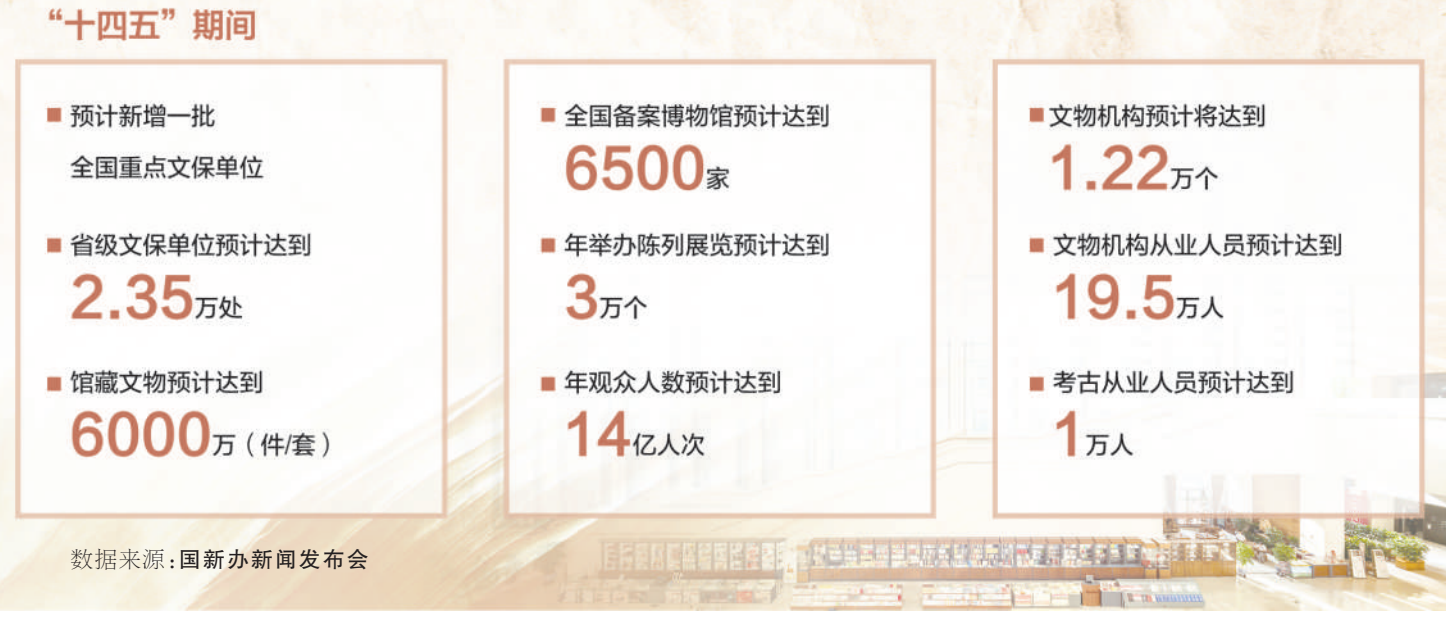 “十四五”期间
■ 预计新增一批
全国重点文保单位
■ 省级文保单位预计达到
2.35万处
■ 馆藏文物预计达到
6000万（件/套）
■ 全国备案博物馆预计达到
6500家
■ 年举办陈列展览预计达到
3万个
■ 年观众人数预计达到
14亿人次
■ 文物机构预计将达到
1.22万个
■ 文物机构从业人员预计达到
19.5万人
■ 考古从业人员预计达到
1万人
数据来源：国新办新闻发布会